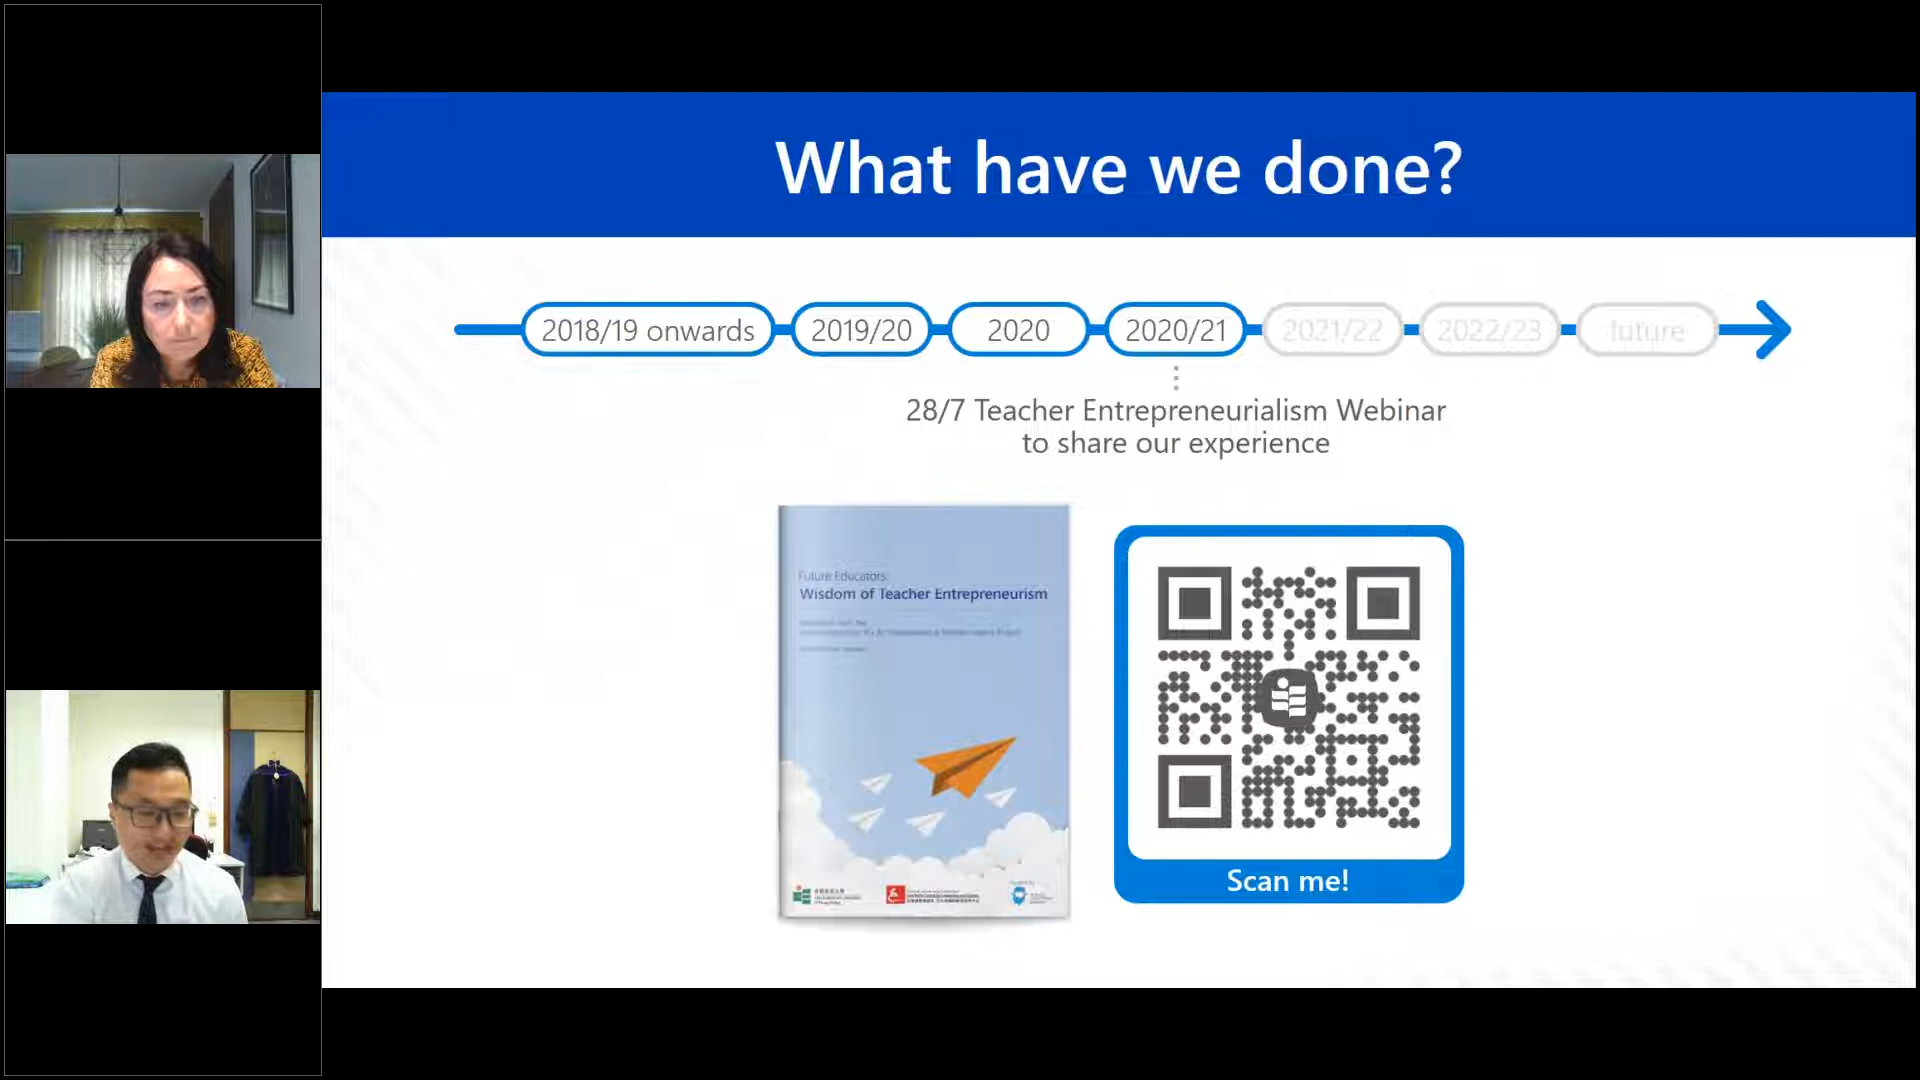 What have we done?
2018/19 onwards
2019/20
2020
2020/21
2021/22
2022/23
future
28/7 Teacher Entrepreneurialism Webinar
to share our experience
Future Educators:
Wisdom of Teacher Entrepreneurism
Scan me!